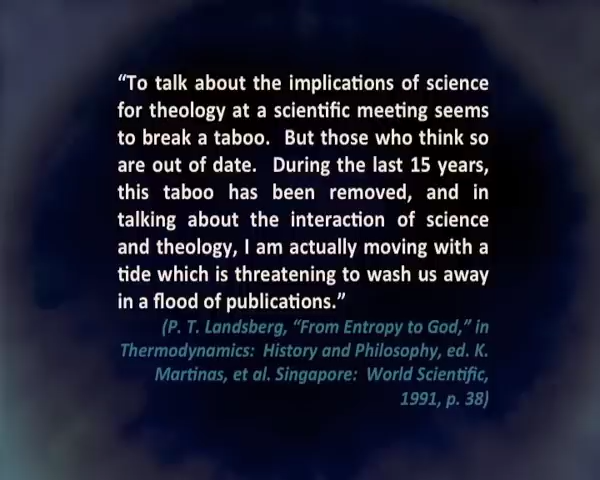 “To talk about the implications of science
for theology at a scientific meeting seems
to break a taboo.  But those who think so
are out of date.  During the last 15 years,
this taboo has been removed, and in
talking about the interaction of science
and theology, I am actually moving with a
tide which is threatening to wash us away
in a flood of publications.”
(P. T. Landsberg, “From Entropy to God,” in
Thermodynamics:  History and Philosophy, ed. K.
Martinas, et al. Singapore:  World Scientific,
1991, p. 38)